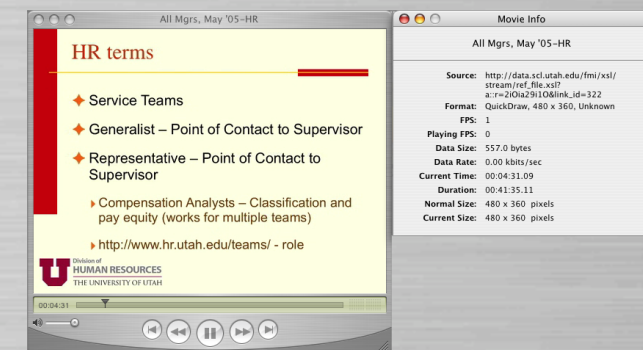 All Mgrs, May '05-HR
HR terms
Service Teams
Generalist – Point of Contact to Supervisor
Representative – Point of Contact to
Supervisor
Compensation Analysts – Classification and
pay equity (works for multiple teams)
http://www.hr.utah.edu/teams/ - role
U
Division of
HUMAN RESOURCES
THE UNIVERSITY OF UTAH
00:04:31
Movie Info
All Mgrs, May '05-HR
Source: http://data.scl.utah.edu/fmi/xsl/
stream/ref_file.xsl?
a::r=2iOia29i1O&link_id=322
Format: QuickDraw, 480 x 360, Unknown
FPS: 1
Playing FPS: 0
Data Size: 557.0 bytes
Data Rate: 0.00 kbits/sec
Current Time: 00:04:31.09
Duration: 00:41:35.11
Normal Size: 480 x 360 pixels
Current Size: 480 x 360 pixels